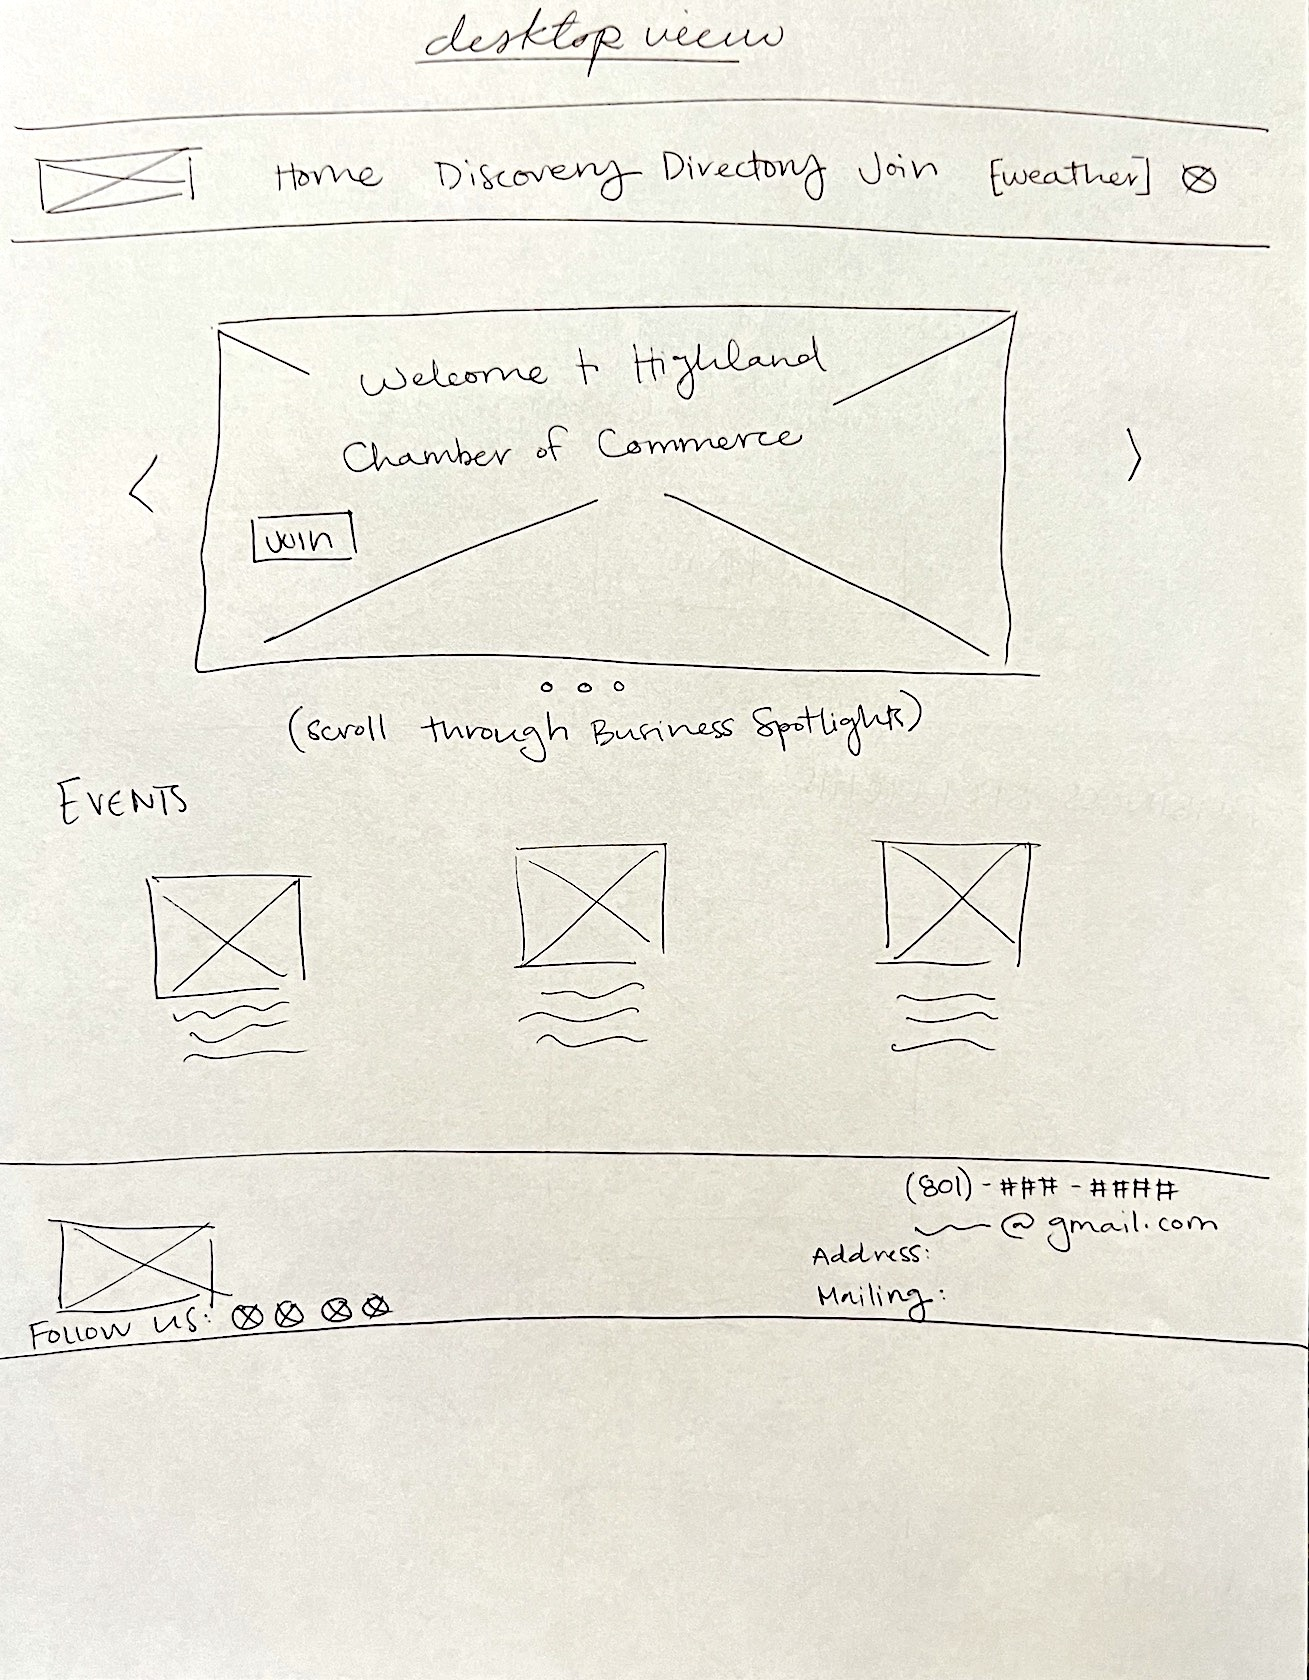 desktop view
Home Discovery Directory Join [weather]
Welcome to Highland
Chamber of Commerce
Join
(scroll through Business Spotlights)
EVENTS
(801) - ### - ####
@gmail.com
Address:
Mailing:
Follow us: